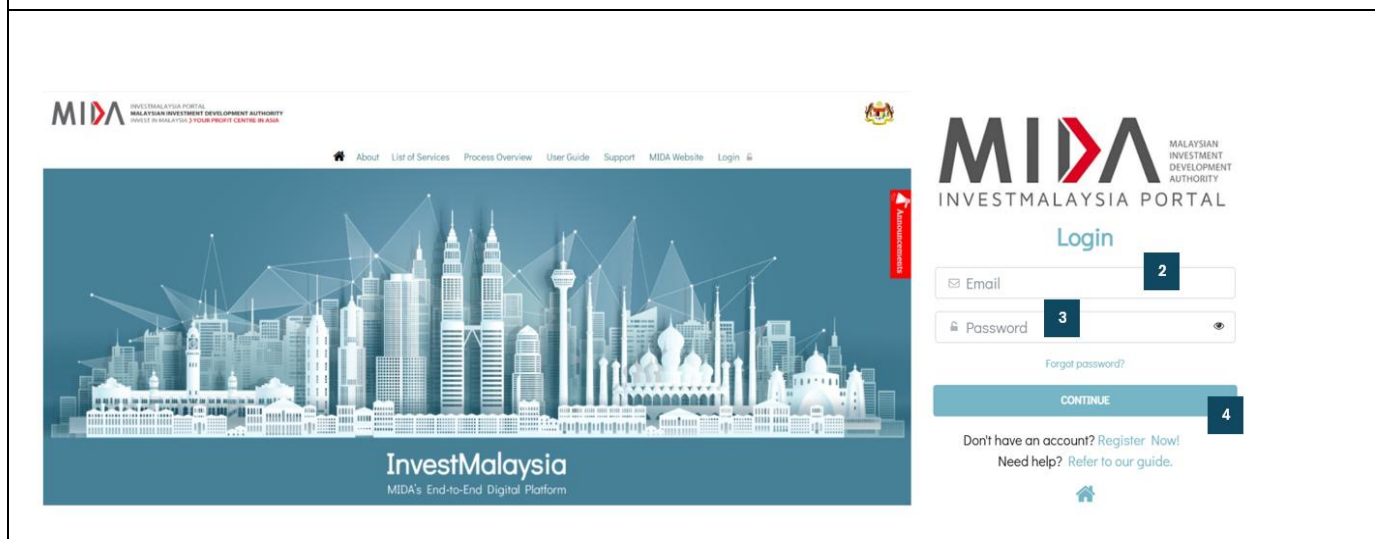 MIDA
INVESTMALAYSIA PORTAL
MALAYSIAN INVESTMENT DEVELOPMENT AUTHORITY
INVEST IN MALAYSIA YOUR PROFIT CENTRE IN ASIA
About List of Services Process Overview User Guide Support MIDA Website Login
Announcements
InvestMalaysia
MIDA's End-to-End Digital Platform
MIDA
MALAYSIAN
INVESTMENT
DEVELOPMENT
AUTHORITY
INVESTMALAYSIA PORTAL
Login
Email
2
Password
3
Forgot password?
CONTINUE
4
Don't have an account? Register Now!
Need help? Refer to our guide.